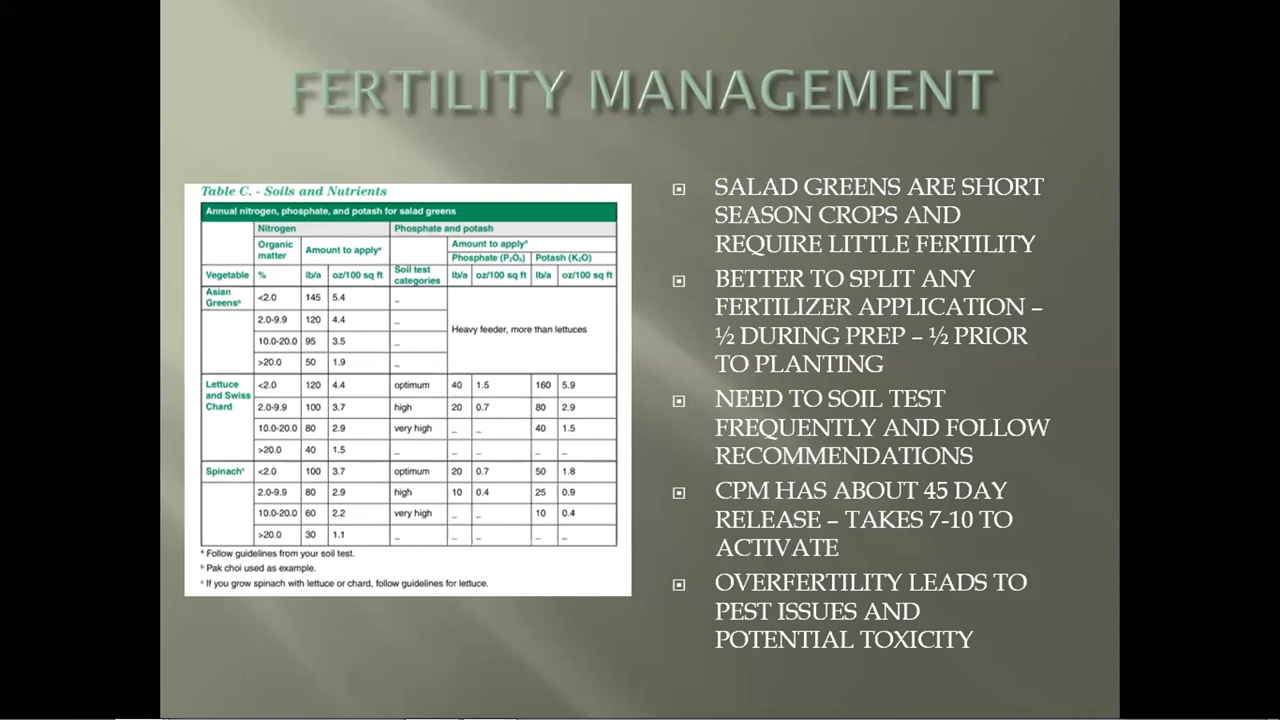 FERTILITY MANAGEMENT
Table C. - Soils and Nutrients
Annual nitrogen, phosphate, and potash for salad greens
Nitrogen Phosphate and potash
Organic matter Amount to applyª Amount to applyª
Phosphate (P₂O₅) Potash (K₂O)
Vegetable % lb/a oz/100 sq ft Soil test categories lb/a oz/100 sq ft lb/a oz/100 sq ft
Asian Greensᵇ <2.0 145 5.4 –
2.0-9.9 120 4.4 –
Heavy feeder, more than lettuces
10.0-20.0 95 3.5 –
>20.0 50 1.9 –
Lettuce and Swiss Chard <2.0 120 4.4 optimum 40 1.5 160 5.9
2.0-9.9 100 3.7 high 20 0.7 80 2.9
10.0-20.0 80 2.9 very high – – 40 1.5
>20.0 40 1.5 – – – – –
Spinachᶜ <2.0 100 3.7 optimum 20 0.7 50 1.8
2.0-9.9 80 2.9 high 10 0.4 25 0.9
10.0-20.0 60 2.2 very high – – 10 0.4
>20.0 30 1.1 – – – – –
ª Follow guidelines from your soil test.
ᵇ Pak choi used as example.
ᶜ If you grow spinach with lettuce or chard, follow guidelines for lettuce.
SALAD GREENS ARE SHORT
SEASON CROPS AND
REQUIRE LITTLE FERTILITY
BETTER TO SPLIT ANY
FERTILIZER APPLICATION –
½ DURING PREP – ½ PRIOR
TO PLANTING
NEED TO SOIL TEST
FREQUENTLY AND FOLLOW
RECOMMENDATIONS
CPM HAS ABOUT 45 DAY
RELEASE – TAKES 7-10 TO
ACTIVATE
OVERFERTILITY LEADS TO
PEST ISSUES AND
POTENTIAL TOXICITY